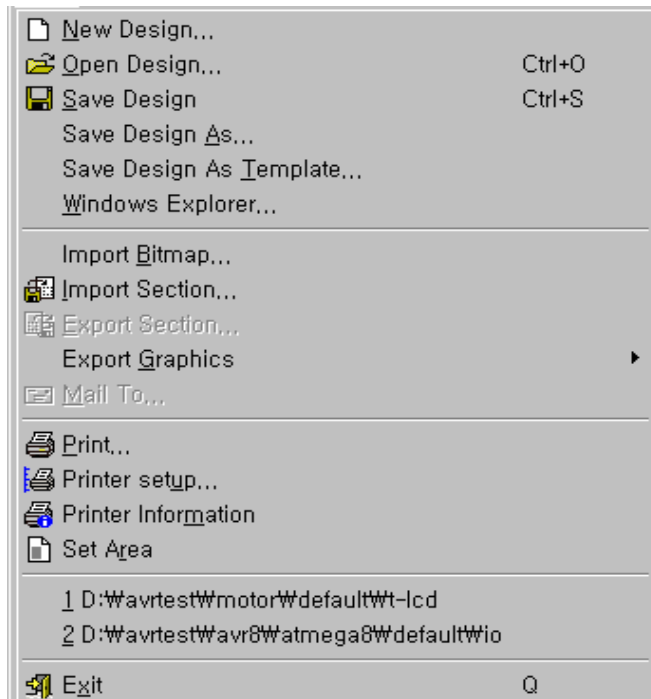 New Design...
Open Design... Ctrl+O
Save Design Ctrl+S
Save Design As...
Save Design As Template...
Windows Explorer...
Import Bitmap...
Import Section...
Export Section...
Export Graphics
Mail To...
Print...
Printer setup...
Printer Information
Set Area
1 D:₩avrtest₩motor₩default₩t-lcd
2 D:₩avrtest₩avr8₩atmega8₩default₩io
Exit Q